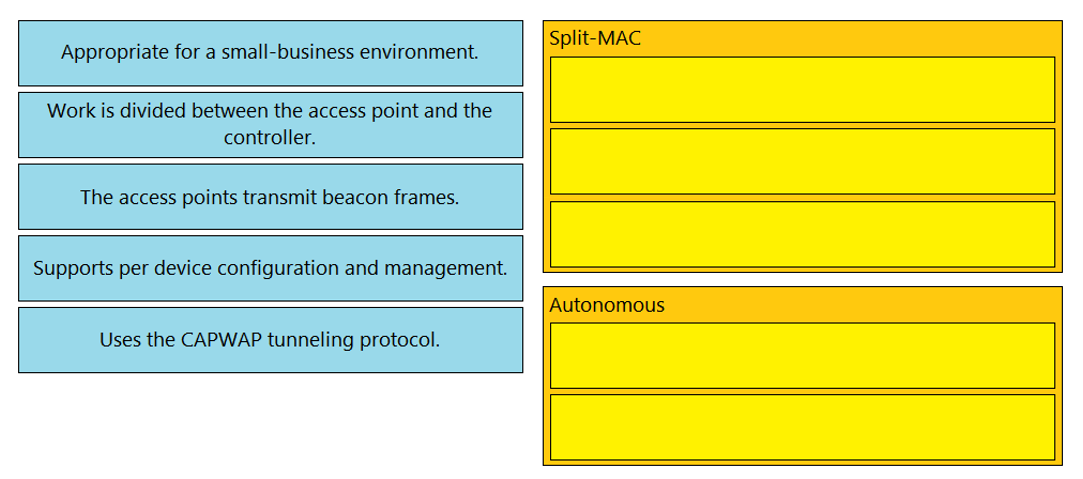 Appropriate for a small-business environment.
Work is divided between the access point and the
controller.
The access points transmit beacon frames.
Supports per device configuration and management.
Uses the CAPWAP tunneling protocol.
Split-MAC
Autonomous